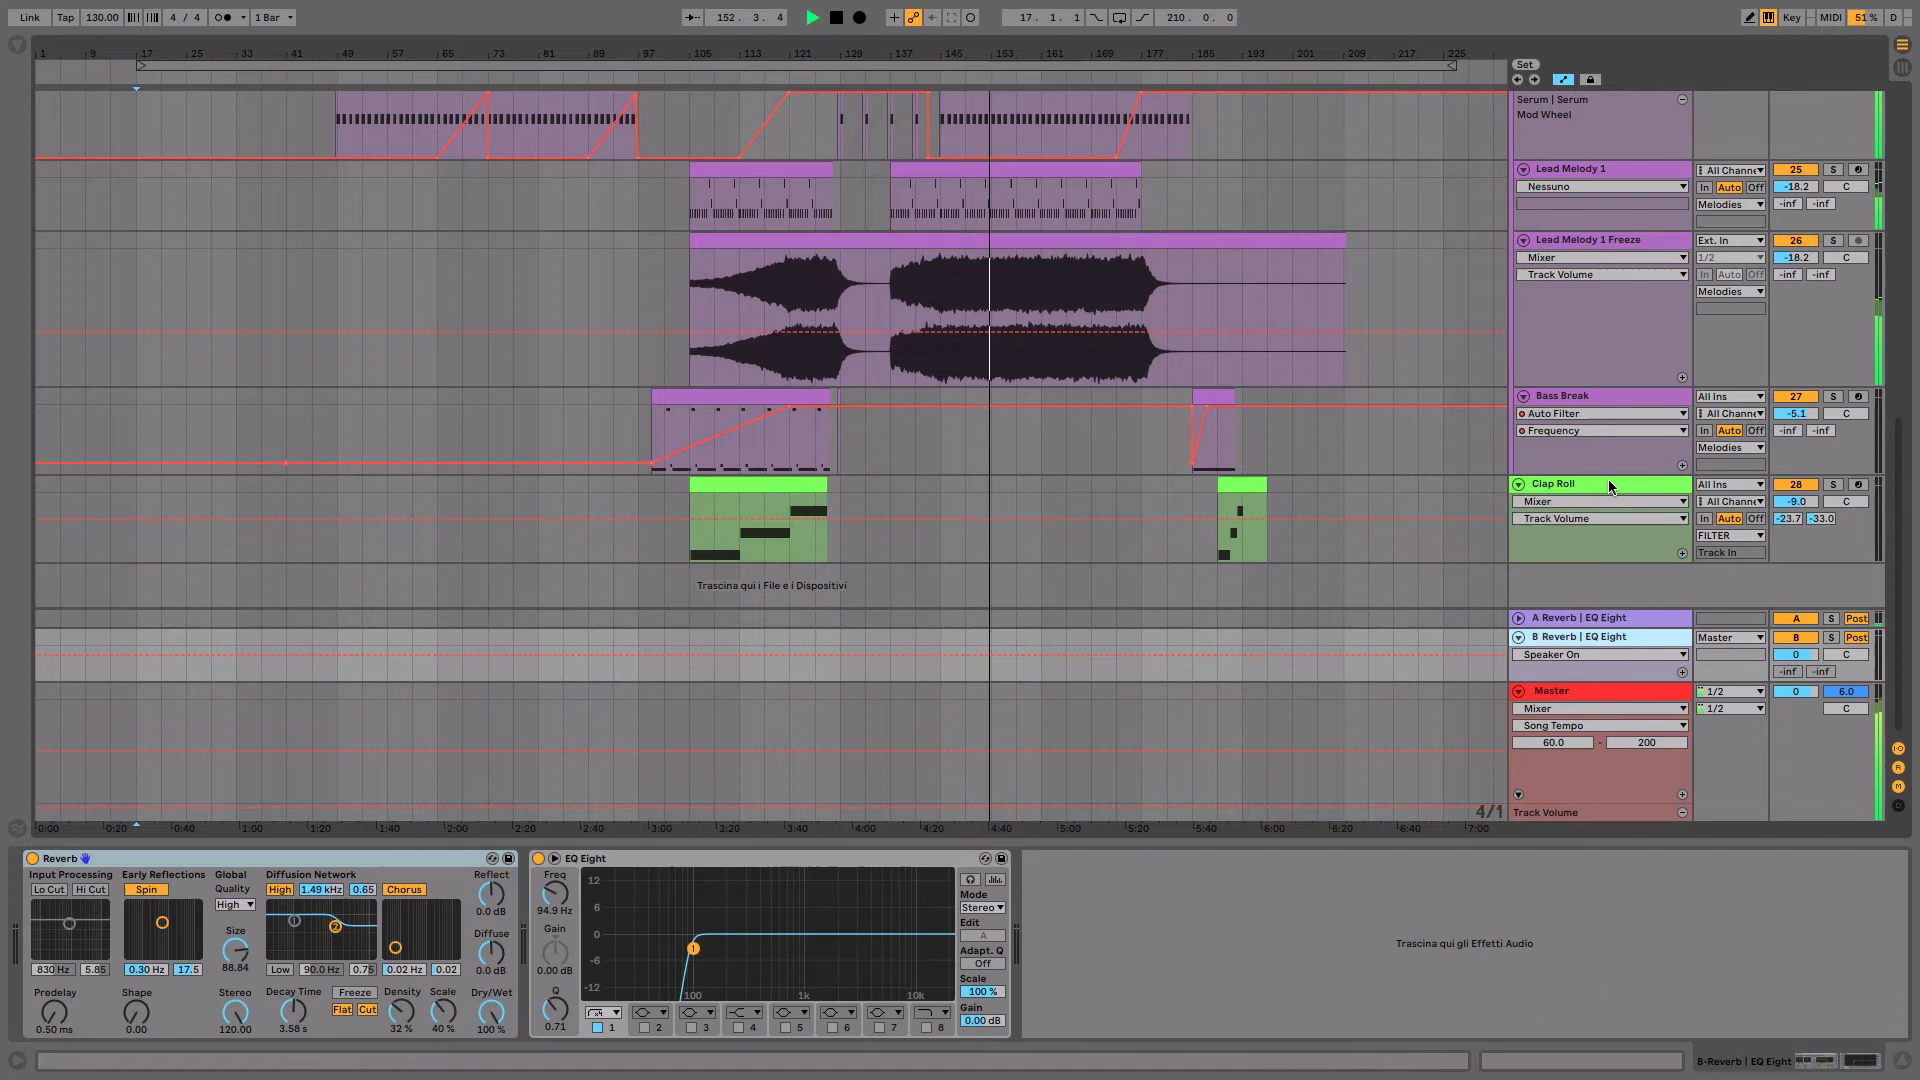 Link Tap 130.00 4 / 4 1 Bar 152 . 3 . 4 17 . 1 . 1 210 . 0 . 0 Key MIDI 51 % D
1 9 17 25 33 41 49 57 65 73 81 89 97 105 113 121 129 137 145 153 161 169 177 185 193 201 209 217 225
Set
Serum | Serum
Mod Wheel
Lead Melody 1 All Channe 25 S
Nessuno In Auto Off -18.2 C
Melodies -inf -inf
Lead Melody 1 Freeze Ext. In 26 S
Mixer 1/2 -18.2 C
Track Volume In Auto Off -inf -inf
Melodies
Bass Break All Ins 27 S
Auto Filter All Channe -5.1 C
Frequency In Auto Off -inf -inf
Melodies
Clap Roll All Ins 28 S
Mixer All Channe -9.0 C
Track Volume In Auto Off -23.7 -33.0
FILTER
Track In
Trascina qui i File e i Dispositivi
A Reverb | EQ Eight A S Post
B Reverb | EQ Eight Master B S Post
Speaker On 0 C
-inf -inf
Master 1/2 0 6.0
Mixer 1/2 C
Song Tempo
60.0 - 200
4/1 Track Volume
0:00 0:20 0:40 1:00 1:20 1:40 2:00 2:20 2:40 3:00 3:20 3:40 4:00 4:20 4:40 5:00 5:20 5:40 6:00 6:20 6:40 7:00
Reverb
Input Processing Early Reflections Global Diffusion Network Reflect
Lo Cut Hi Cut Spin Quality High 1.49 kHz 0.65 Chorus
High 0.0 dB
Size Diffuse
88.84
830 Hz 5.85 0.30 Hz 17.5 Low 90.0 Hz 0.75 0.02 Hz 0.02 0.0 dB
Predelay Shape Stereo Decay Time Freeze Density Scale Dry/Wet
Flat Cut
0.50 ms 0.00 120.00 3.58 s 32 % 40 % 100 %
EQ Eight
Freq 12
94.9 Hz 6
Gain 0
0.00 dB -6
Q -12 100 1k 10k
0.71 1 2 3 4 5 6 7 8
Mode
Stereo
Edit
A
Adapt. Q
Off
Scale
100 %
Gain
0.00 dB
Trascina qui gli Effetti Audio
B-Reverb | EQ Eight